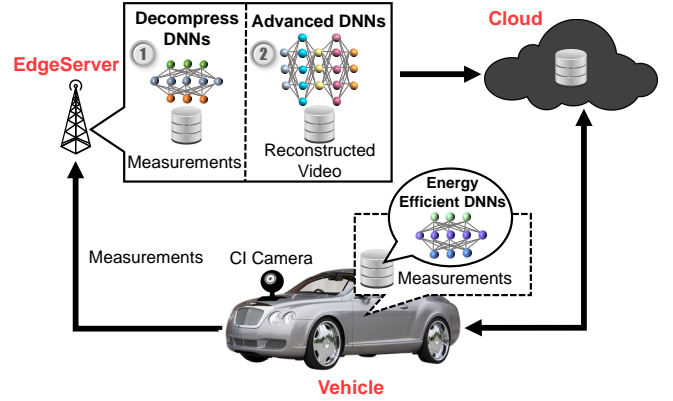 Decompress
DNNs
1
Advanced DNNs
2
Cloud
EdgeServer
Measurements
Reconstructed
Video
Energy
Efficient DNNs
Measurements
CI Camera
Measurements
Vehicle